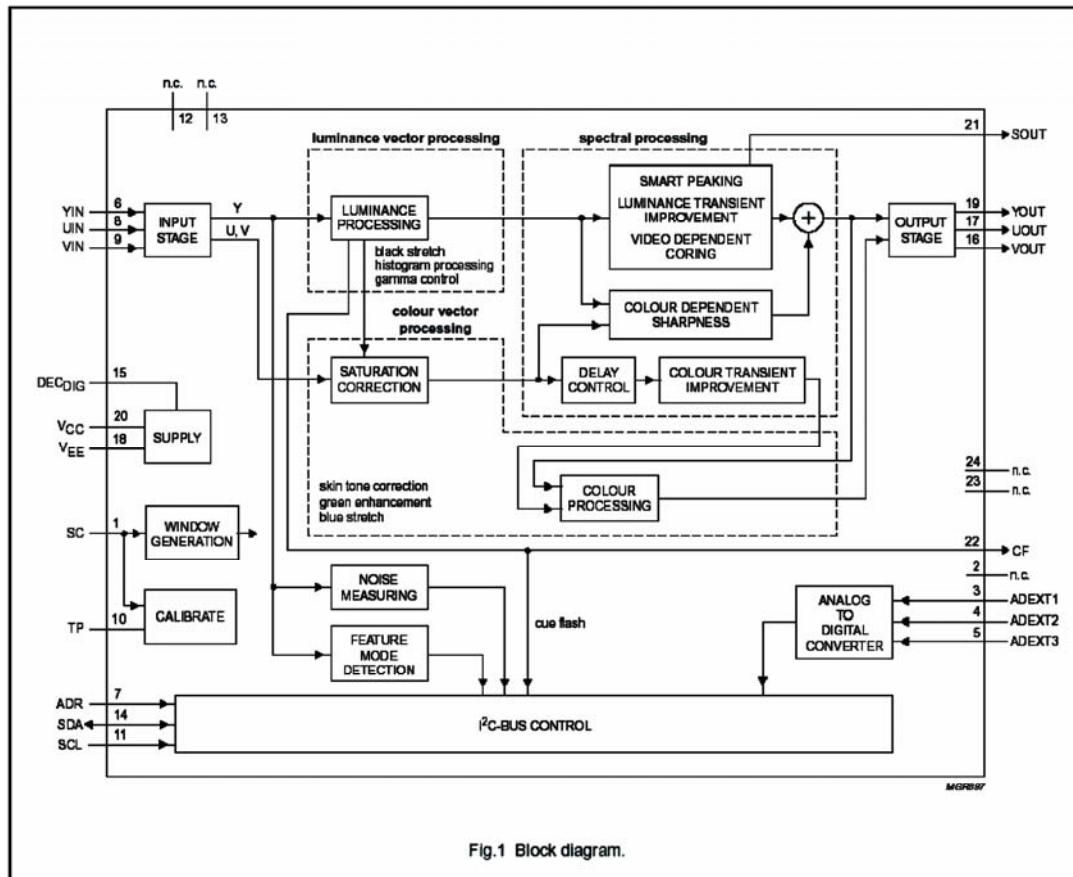 n.c.
n.c.
12
13
luminance vector processing
spectral processing
21
SOUT
SMART PEAKING
LUMINANCE TRANSIENT
IMPROVEMENT
VIDEO DEPENDENT
CORING
YIN
6
UIN
8
VIN
9
INPUT
STAGE
Y
U, V
LUMINANCE
PROCESSING
+
OUTPUT
STAGE
19
YOUT
17
UOUT
16
VOUT
black stretch
histogram processing
gamma control
colour vector
processing
COLOUR DEPENDENT
SHARPNESS
SATURATION
CORRECTION
DELAY
CONTROL
COLOUR TRANSIENT
IMPROVEMENT
DECDIG
15
VCC
20
VEE
18
SUPPLY
skin tone correction
green enhancement
blue stretch
COLOUR
PROCESSING
24
n.c.
23
n.c.
SC
1
WINDOW
GENERATION
22
CF
2
n.c.
NOISE
MEASURING
CALIBRATE
TP
10
cue flash
ANALOG
TO
DIGITAL
CONVERTER
3
ADEXT1
4
ADEXT2
5
ADEXT3
FEATURE
MODE
DETECTION
ADR
7
SDA
14
SCL
11
I²C-BUS CONTROL
MGR897
Fig.1 Block diagram.